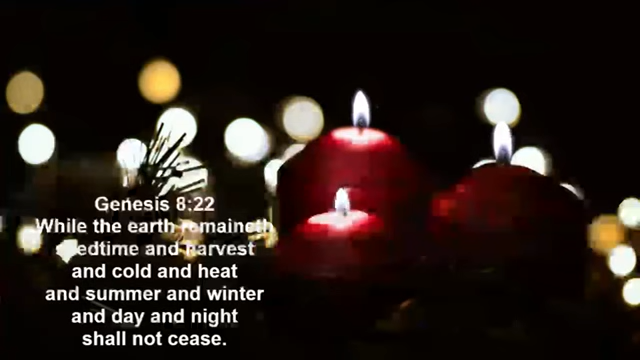 Genesis 8:22
While the earth remaineth
seedtime and harvest
and cold and heat
and summer and winter
and day and night
shall not cease.